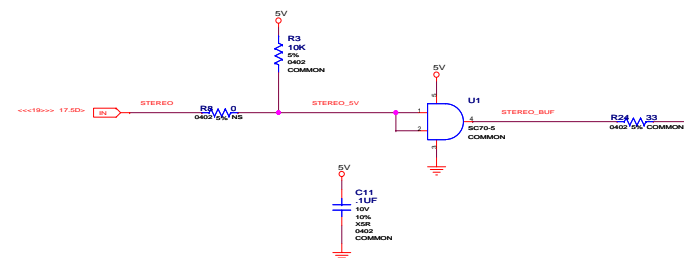 5V
R3
10K
5%
0402
COMMON
<<<19>>> 17.5D>
IN
STEREO
R8 0
0402 5% NS
STEREO_5V
5V
5
1
2
4
3
U1
SC70-5
COMMON
STEREO_BUF
R24 33
0402 5% COMMON
5V
C11
.1UF
10V
10%
X5R
0402
COMMON